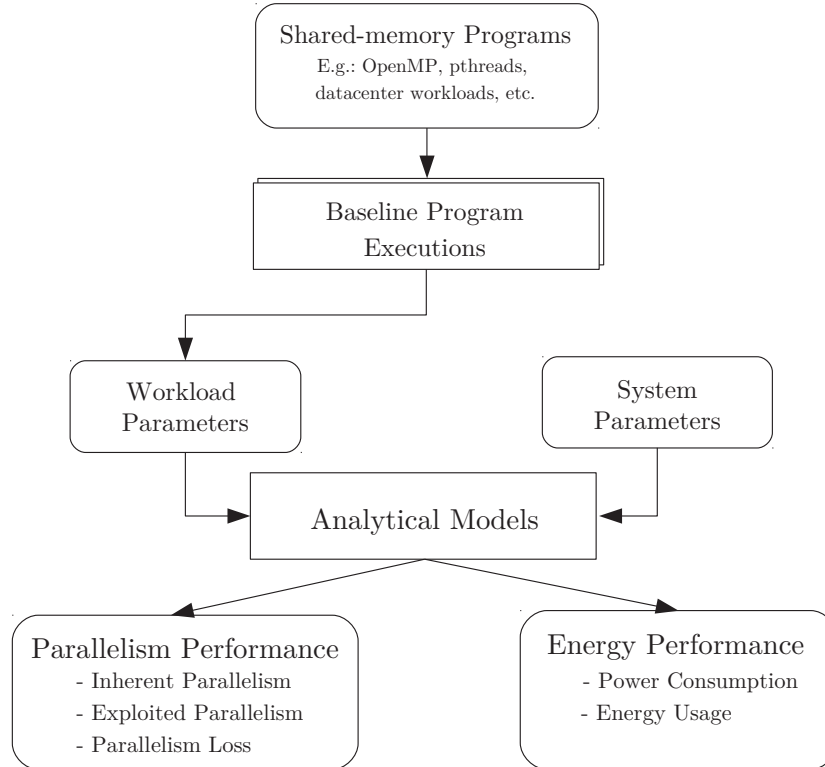 Shared-memory Programs
E.g.: OpenMP, pthreads,
datacenter workloads, etc.
Baseline Program
Executions
Workload
Parameters
System
Parameters
Analytical Models
Parallelism Performance
- Inherent Parallelism
- Exploited Parallelism
- Parallelism Loss
Energy Performance
- Power Consumption
- Energy Usage